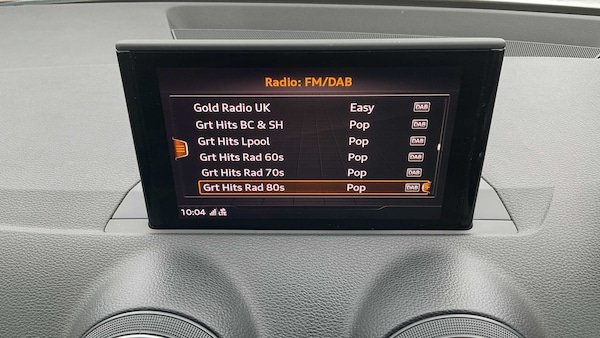 Radio: FM/DAB
Gold Radio UK Easy DAB
Grt Hits BC & SH Pop DAB
Grt Hits Lpool Pop DAB
Grt Hits Rad 60s Pop DAB
Grt Hits Rad 70s Pop DAB
Grt Hits Rad 80s Pop DAB
10:04 LTE